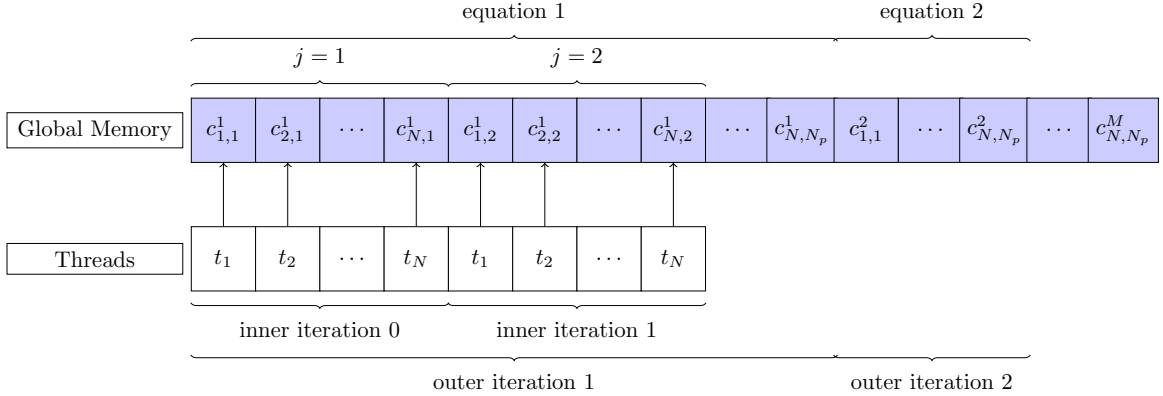 equation 1 equation 2
j = 1 j = 2
Global Memory c^1_{1,1} c^1_{2,1} ⋯ c^1_{N,1} c^1_{1,2} c^1_{2,2} ⋯ c^1_{N,2} ⋯ c^1_{N,N_p} c^2_{1,1} ⋯ c^2_{N,N_p} ⋯ c^M_{N,N_p}
Threads t_1 t_2 ⋯ t_N t_1 t_2 ⋯ t_N
inner iteration 0 inner iteration 1
outer iteration 1 outer iteration 2